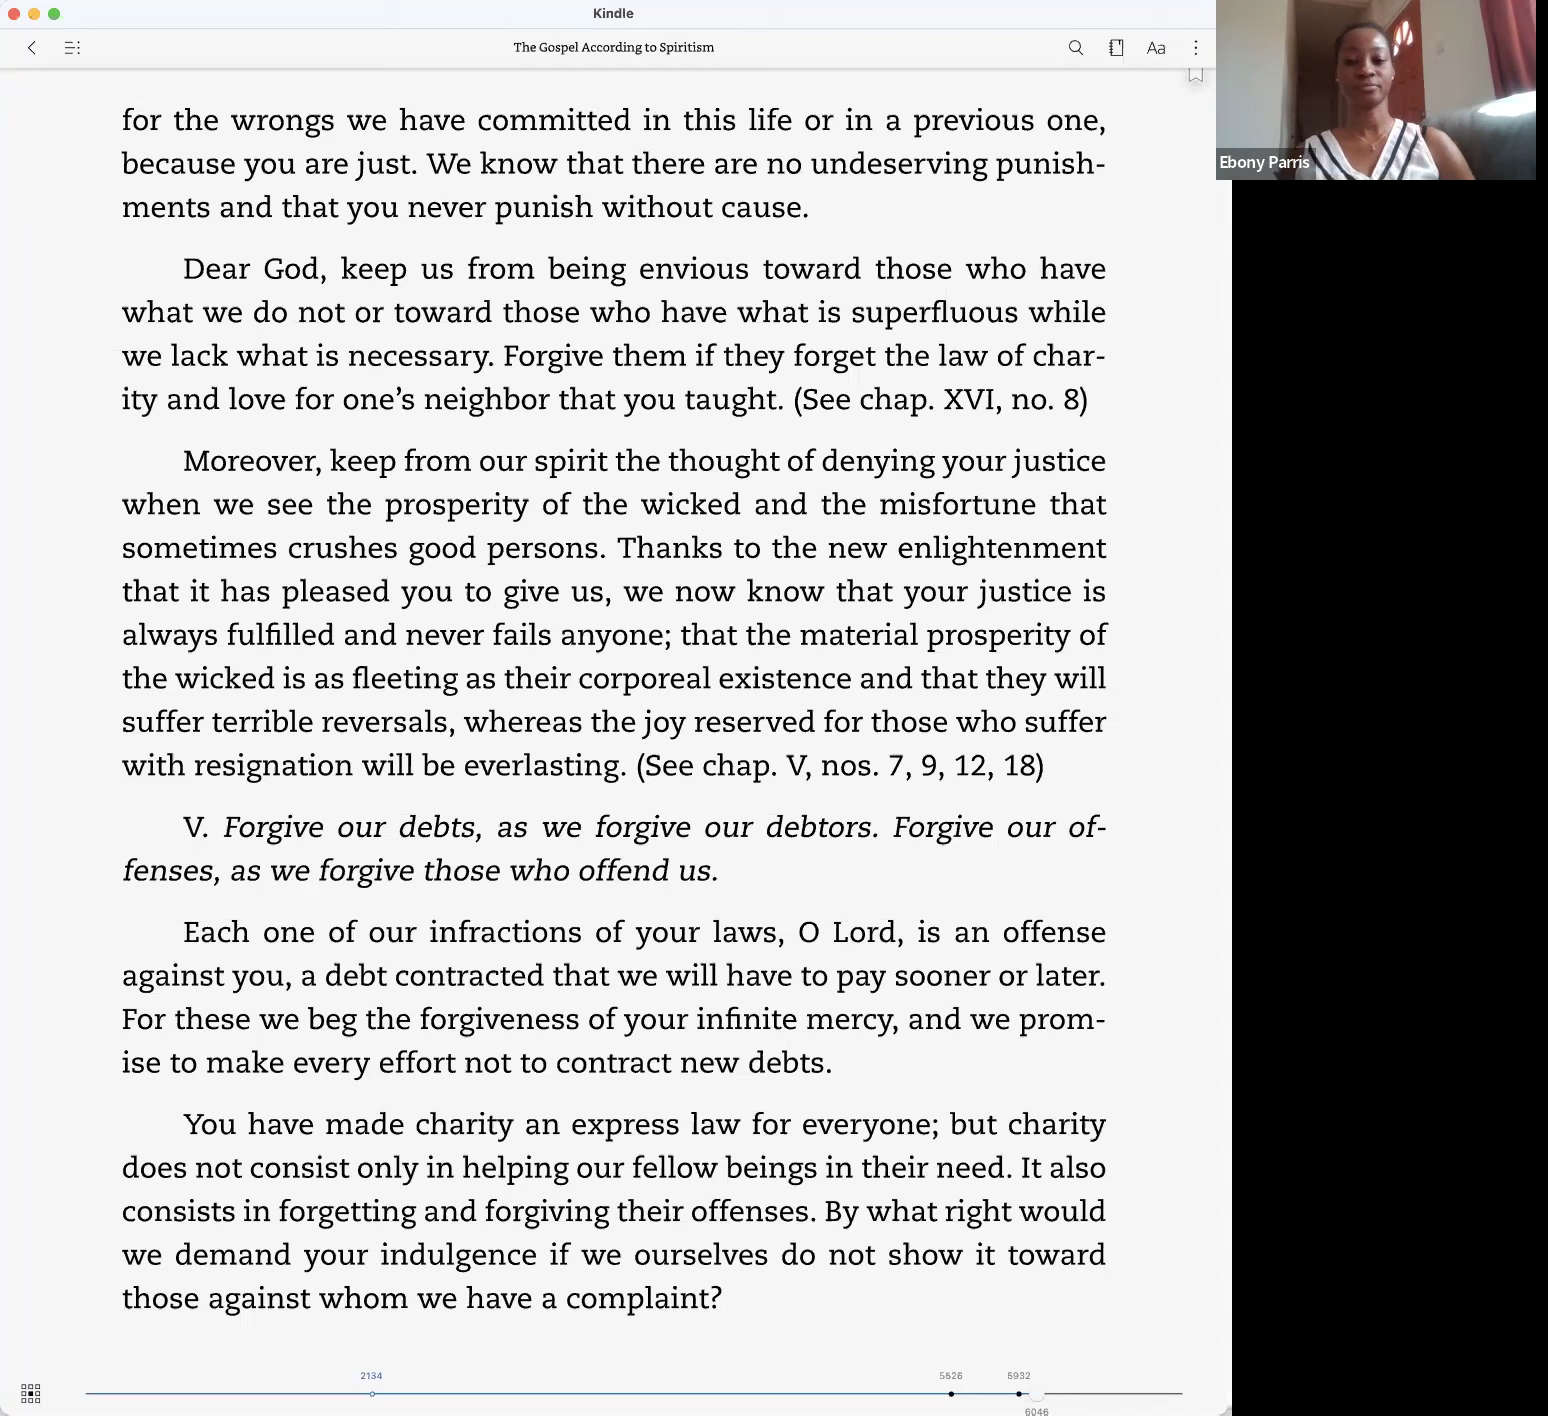 Kindle
The Gospel According to Spiritism
Aa
Ebony Parris
for the wrongs we have committed in this life or in a previous one,
because you are just. We know that there are no undeserving punish-
ments and that you never punish without cause.
Dear God, keep us from being envious toward those who have
what we do not or toward those who have what is superfluous while
we lack what is necessary. Forgive them if they forget the law of char-
ity and love for one’s neighbor that you taught. (See chap. XVI, no. 8)
Moreover, keep from our spirit the thought of denying your justice
when we see the prosperity of the wicked and the misfortune that
sometimes crushes good persons. Thanks to the new enlightenment
that it has pleased you to give us, we now know that your justice is
always fulfilled and never fails anyone; that the material prosperity of
the wicked is as fleeting as their corporeal existence and that they will
suffer terrible reversals, whereas the joy reserved for those who suffer
with resignation will be everlasting. (See chap. V, nos. 7, 9, 12, 18)
V. Forgive our debts, as we forgive our debtors. Forgive our of-
fenses, as we forgive those who offend us.
Each one of our infractions of your laws, O Lord, is an offense
against you, a debt contracted that we will have to pay sooner or later.
For these we beg the forgiveness of your infinite mercy, and we prom-
ise to make every effort not to contract new debts.
You have made charity an express law for everyone; but charity
does not consist only in helping our fellow beings in their need. It also
consists in forgetting and forgiving their offenses. By what right would
we demand your indulgence if we ourselves do not show it toward
those against whom we have a complaint?
2134
5526
5932
6046